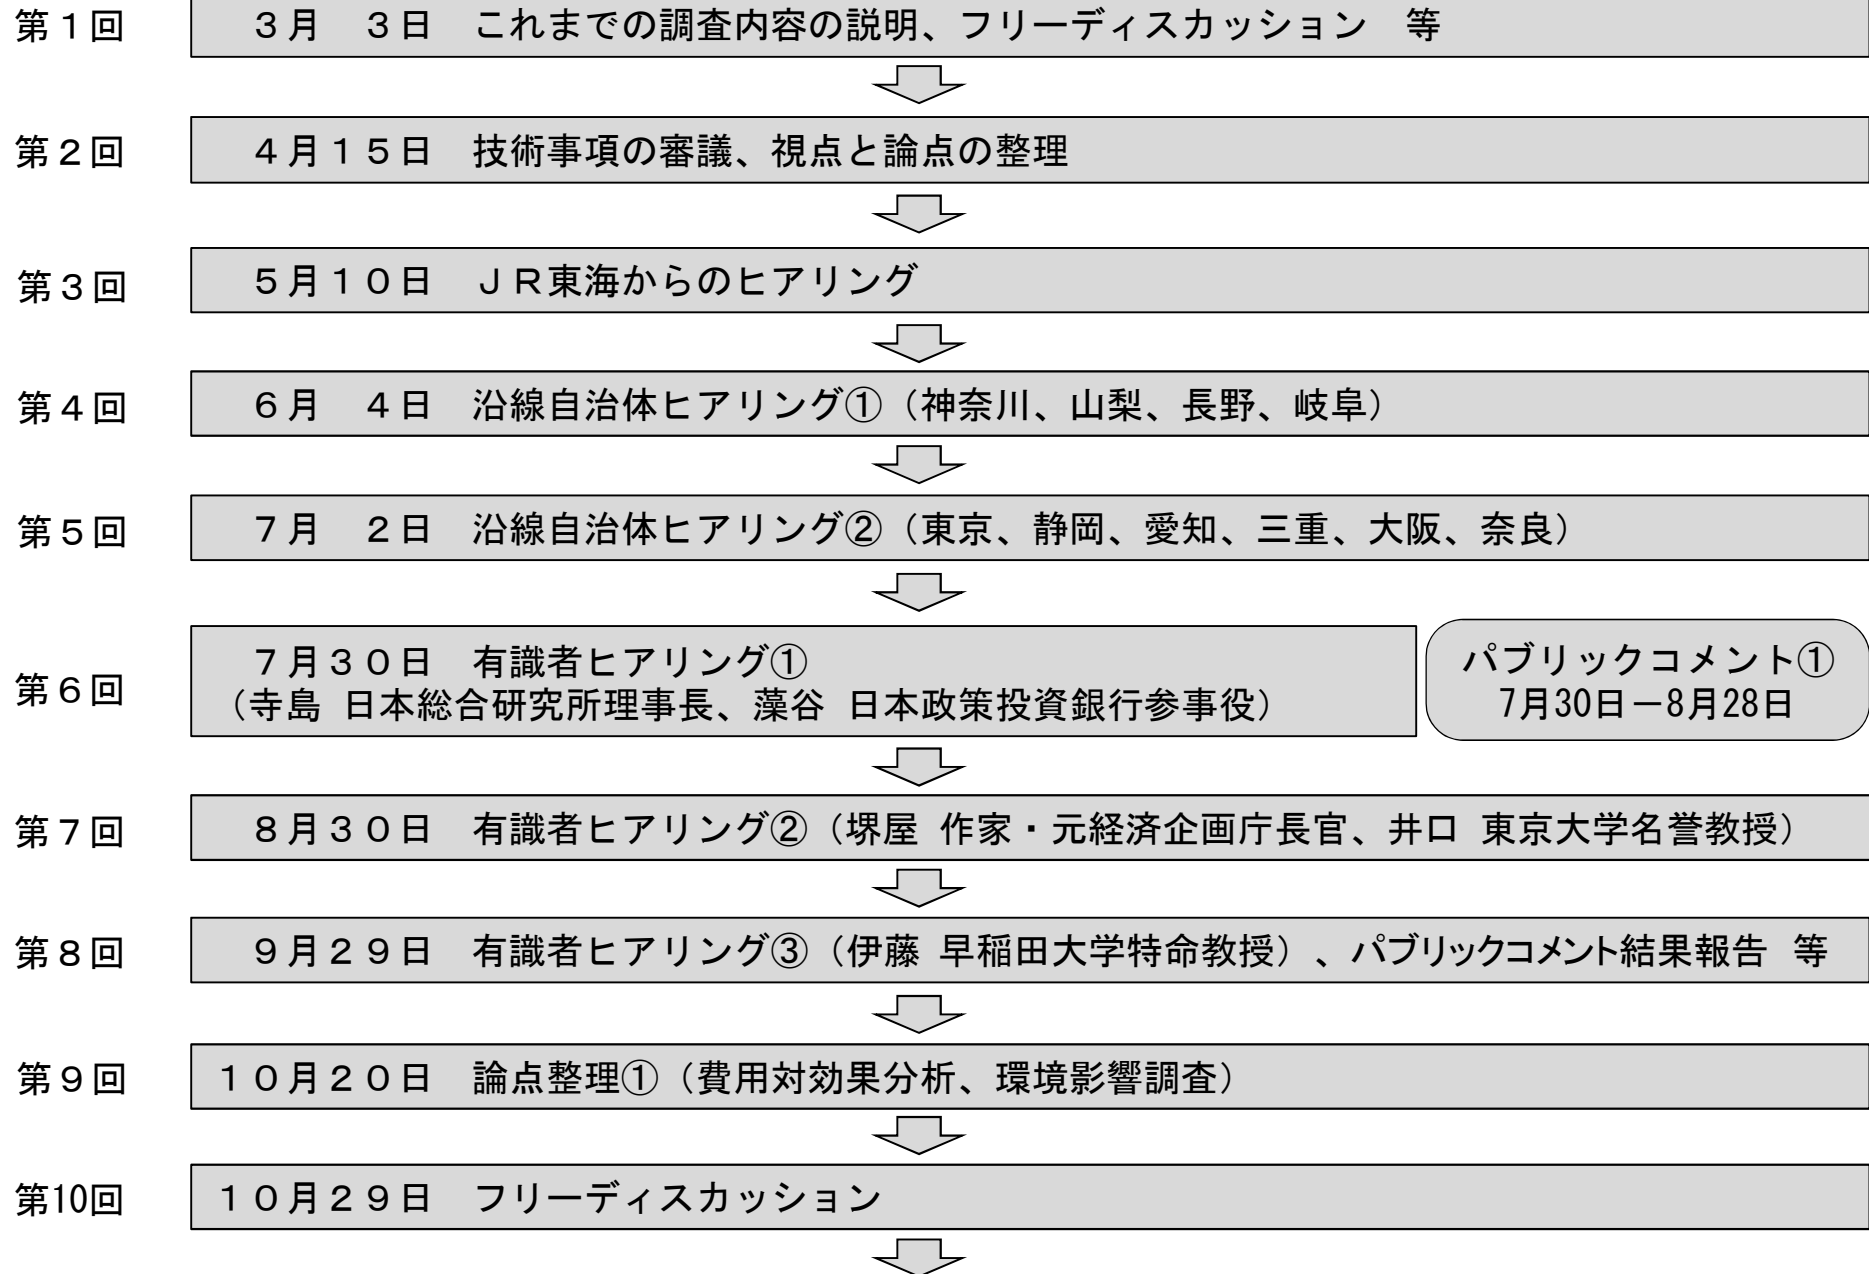 第１回　３月　３日　これまでの調査内容の説明、フリーディスカッション　等
第２回　４月１５日　技術事項の審議、視点と論点の整理
第３回　５月１０日　ＪＲ東海からのヒアリング
第４回　６月　４日　沿線自治体ヒアリング①（神奈川、山梨、長野、岐阜）
第５回　７月　２日　沿線自治体ヒアリング②（東京、静岡、愛知、三重、大阪、奈良）
第６回　７月３０日　有識者ヒアリング①
（寺島 日本総合研究所理事長、藻谷 日本政策投資銀行参事役）
パブリックコメント①
7月30日－8月28日
第７回　８月３０日　有識者ヒアリング②（堺屋 作家・元経済企画庁長官、井口 東京大学名誉教授）
第８回　９月２９日　有識者ヒアリング③（伊藤 早稲田大学特命教授）、パブリックコメント結果報告　等
第９回　１０月２０日　論点整理①（費用対効果分析、環境影響調査）
第10回　１０月２９日　フリーディスカッション